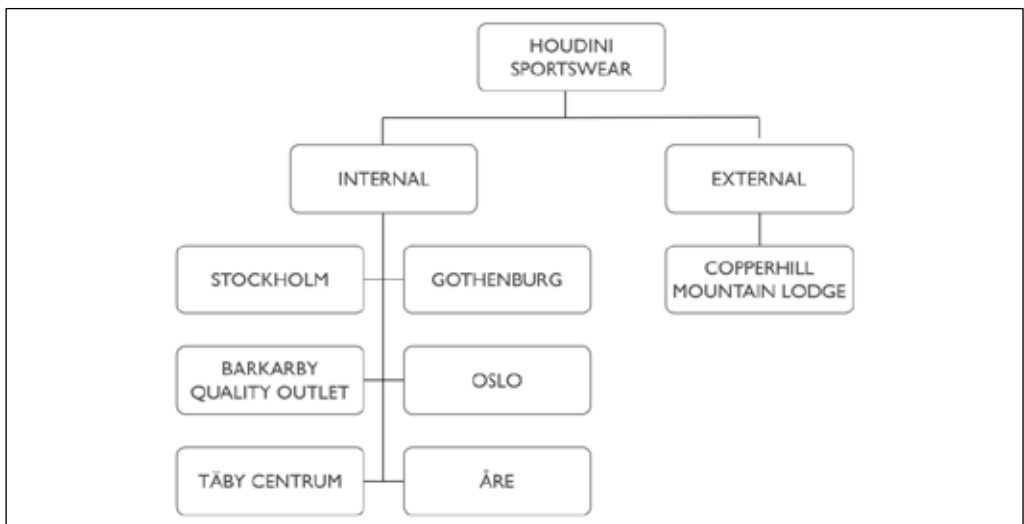 HOUDINI
SPORTSWEAR
INTERNAL
EXTERNAL
STOCKHOLM
GOTHENBURG
COPPERHILL
MOUNTAIN LODGE
BARKARBY
QUALITY OUTLET
OSLO
TÄBY CENTRUM
ÅRE